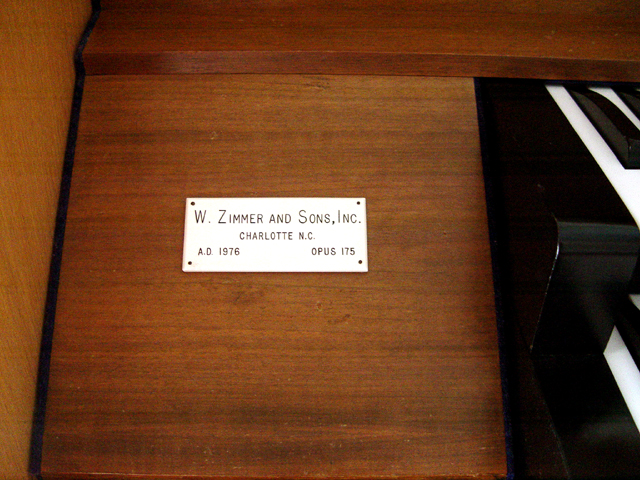 W. ZIMMER AND SONS, INC.
CHARLOTTE N.C.
A.D. 1976 OPUS 175